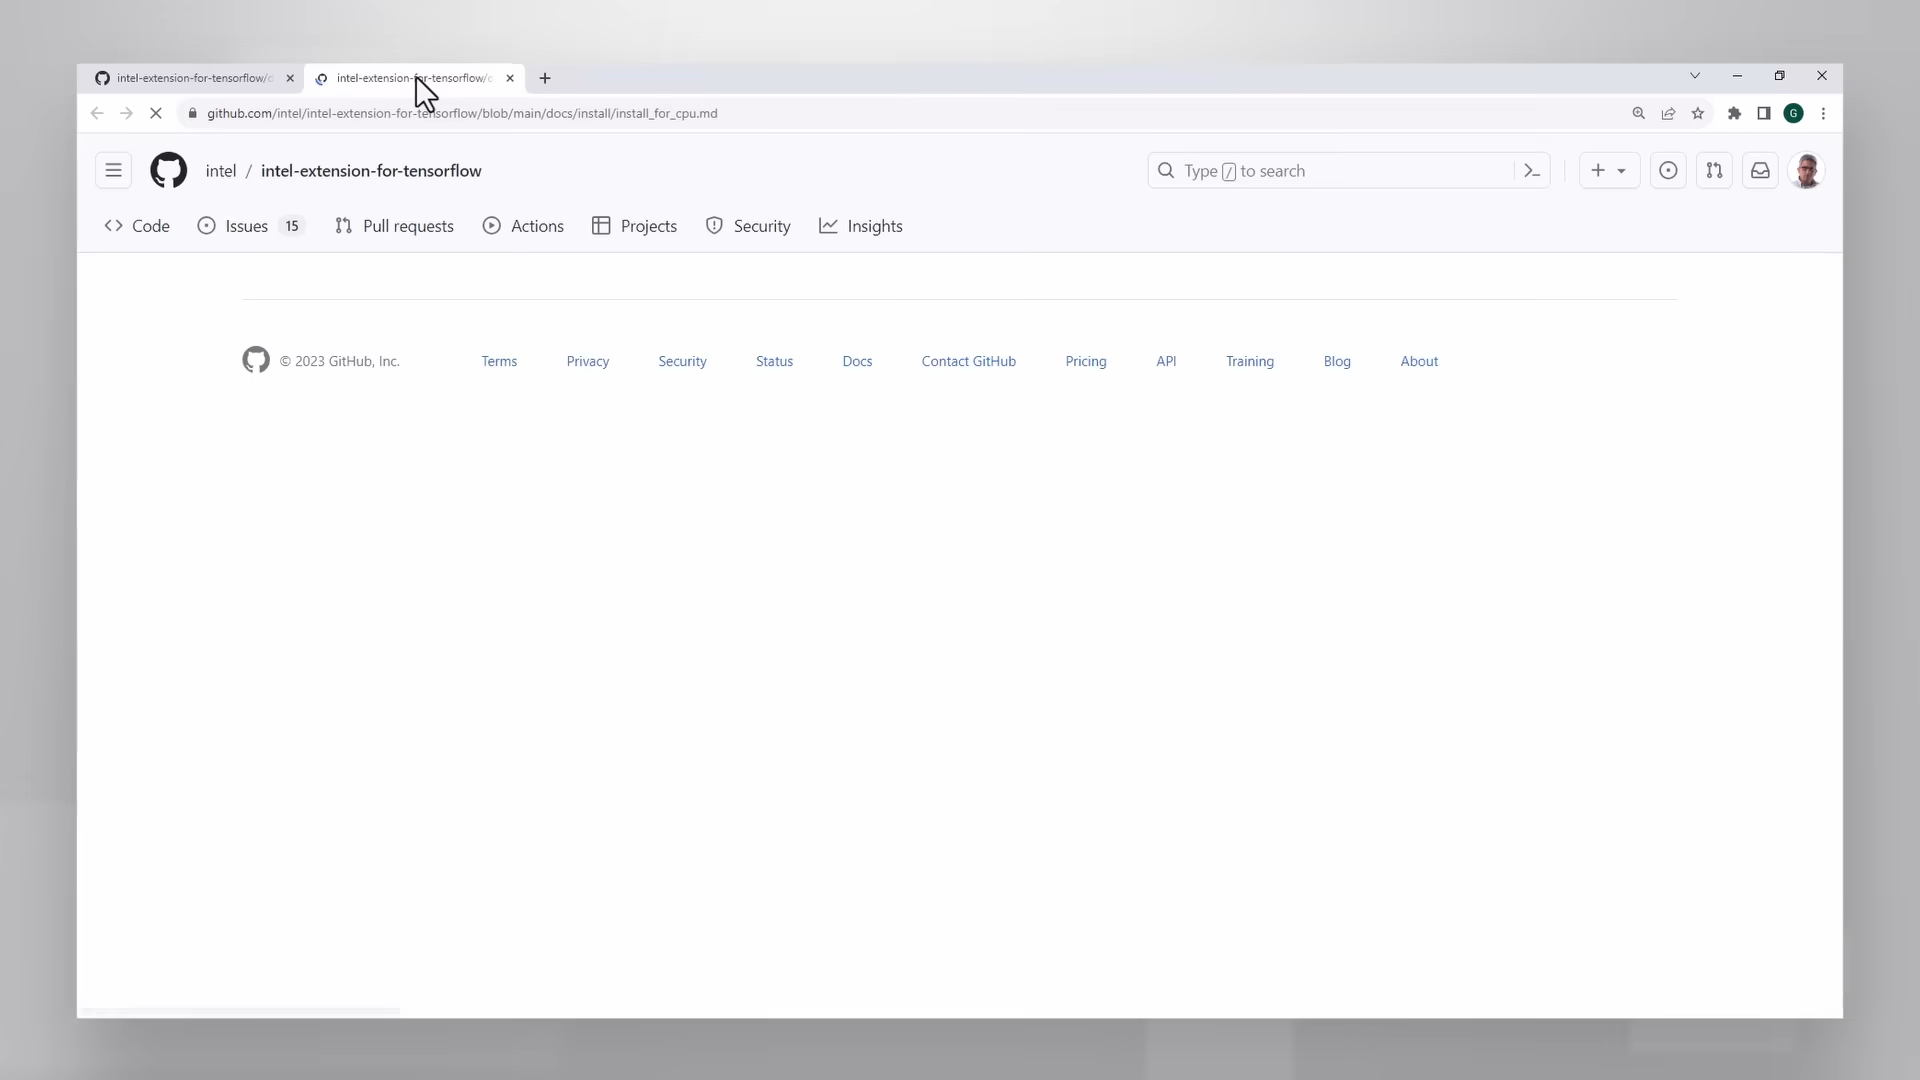 intel-extension-for-tensorflow/d
intel-extension-for-tensorflow/d
github.com/intel/intel-extension-for-tensorflow/blob/main/docs/install/install_for_cpu.md
G
intel / intel-extension-for-tensorflow
Type / to search
Code
Issues 15
Pull requests
Actions
Projects
Security
Insights
© 2023 GitHub, Inc.
Terms
Privacy
Security
Status
Docs
Contact GitHub
Pricing
API
Training
Blog
About